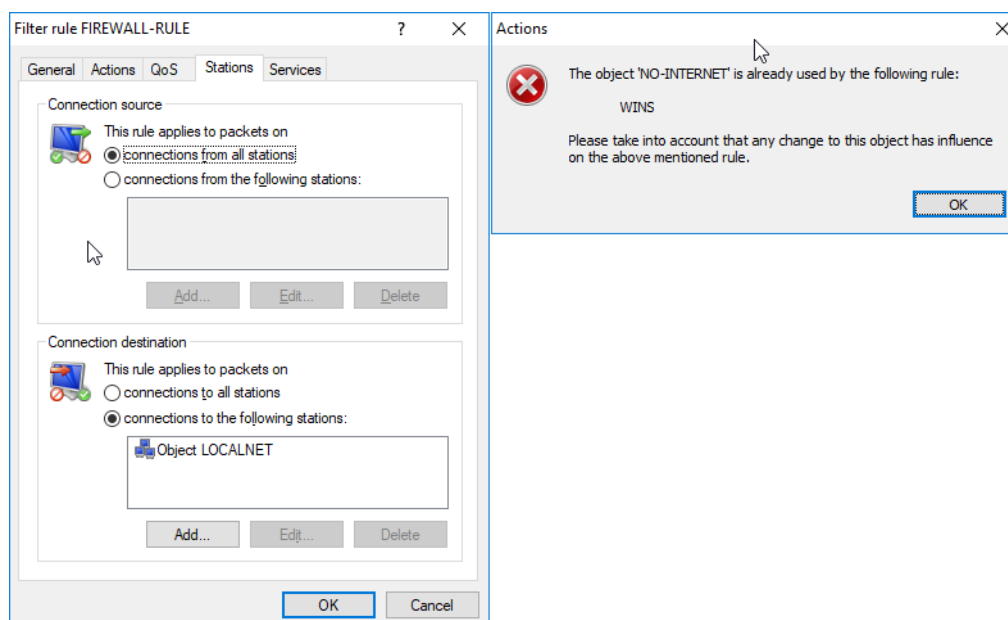 Filter rule FIREWALL-RULE
?
General Actions QoS Stations Services
Connection source
This rule applies to packets on
connections from all stations
connections from the following stations:
Add... Edit... Delete
Connection destination
This rule applies to packets on
connections to all stations
connections to the following stations:
Object LOCALNET
Add... Edit... Delete
OK Cancel
Actions
The object 'NO-INTERNET' is already used by the following rule:
WINS
Please take into account that any change to this object has influence
on the above mentioned rule.
OK